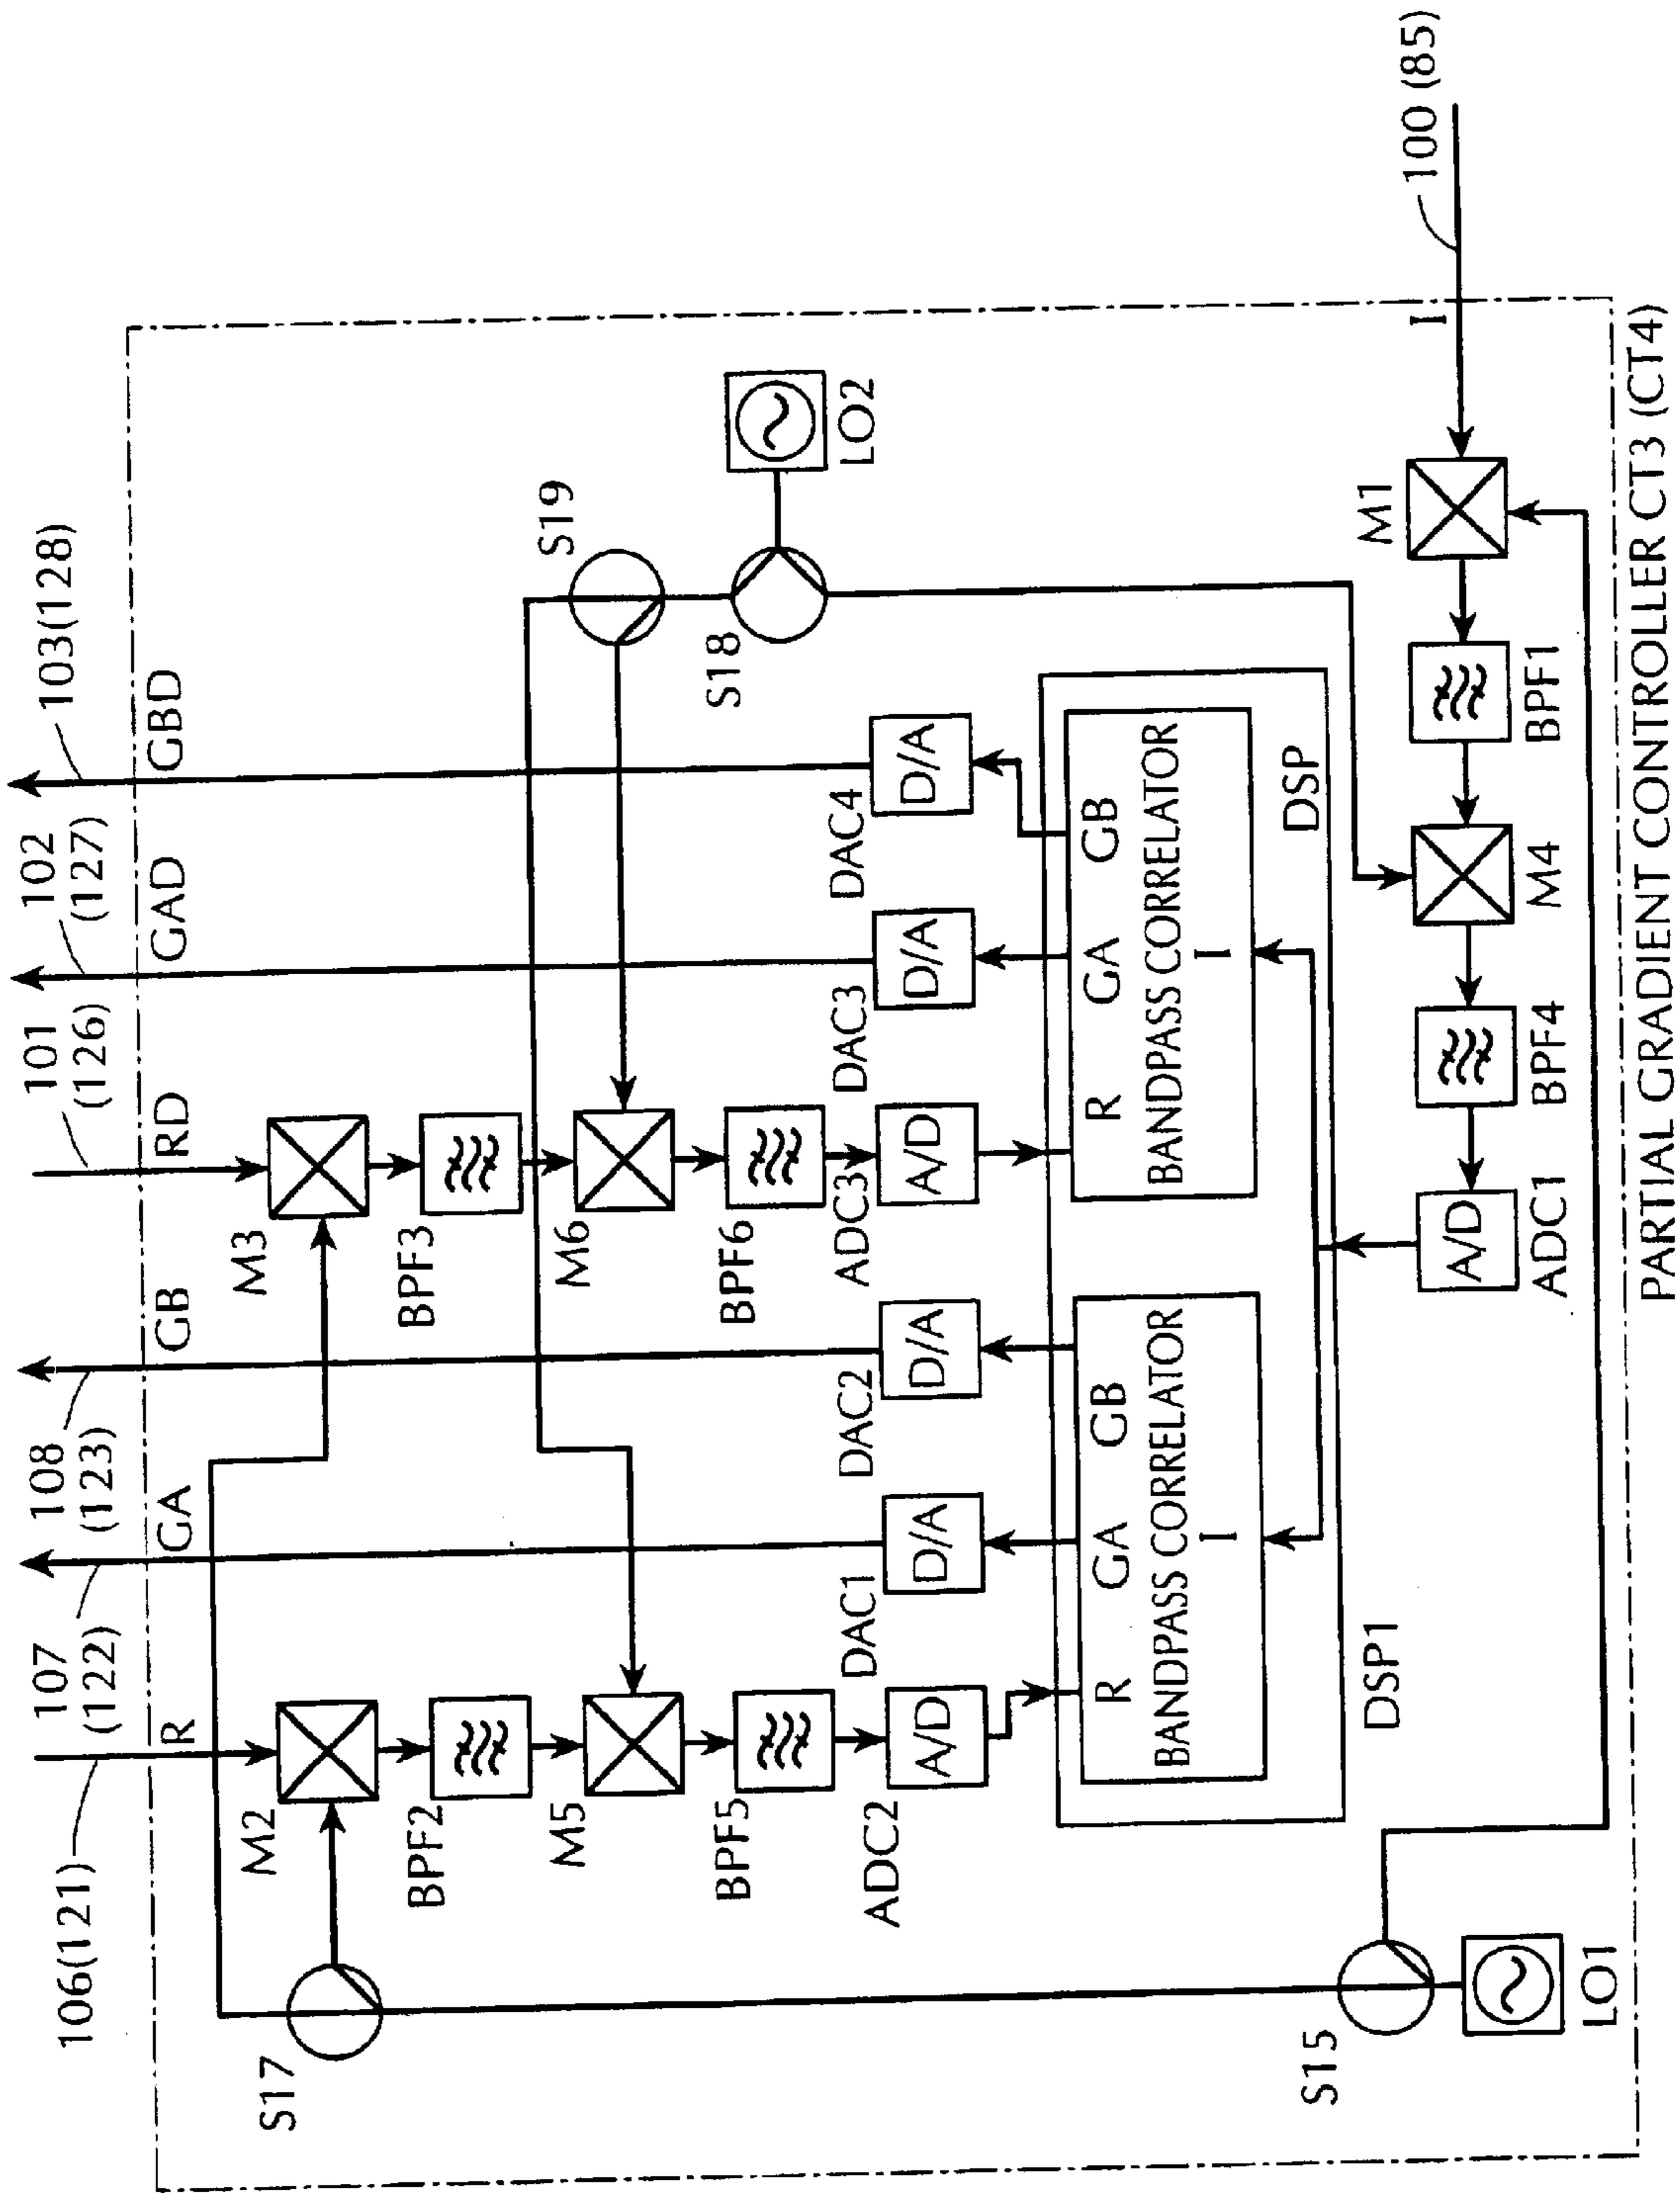 106(121)
107
(122)
108
(123)
101
(126)
102
(127)
103(128)
R
GA
GB
RD
GAD
GBD
S17
M2
M3
BPF2
BPF3
S19
M5
M6
S18
LO2
BPF5
BPF6
ADC2
A/D
DAC1
D/A
DAC2
D/A
ADC3
A/D
DAC3
D/A
DAC4
D/A
R GA GB
BANDPASS CORRELATOR
I
R GA GB
BANDPASS CORRELATOR
I
DSP1
DSP
S15
LO1
ADC1
A/D
BPF4
M4
BPF1
M1
I
100 (85)
PARTIAL GRADIENT CONTROLLER CT3 (CT4)